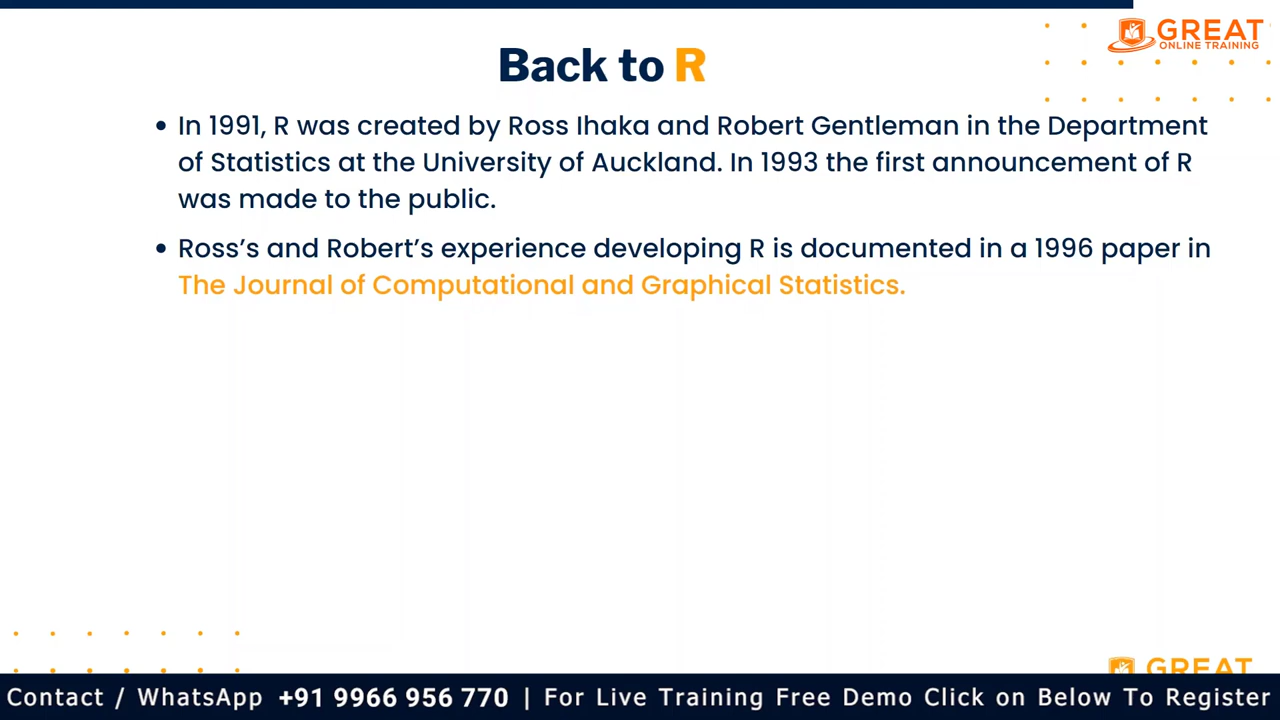 GREAT
ONLINE TRAINING
Back to R
• In 1991, R was created by Ross Ihaka and Robert Gentleman in the Department
of Statistics at the University of Auckland. In 1993 the first announcement of R
was made to the public.
• Ross’s and Robert’s experience developing R is documented in a 1996 paper in
The Journal of Computational and Graphical Statistics.
GREAT
Contact / WhatsApp +91 9966 956 770 | For Live Training Free Demo Click on Below To Register